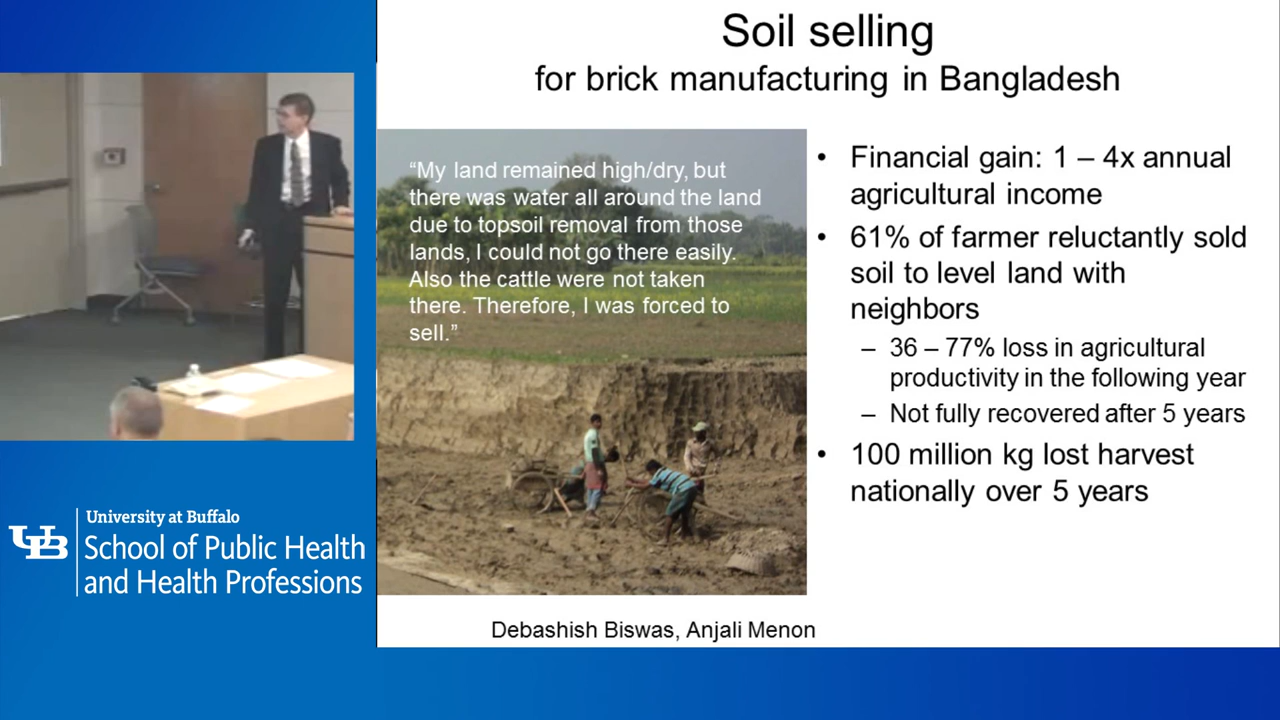 Soil selling
for brick manufacturing in Bangladesh
“My land remained high/dry, but
there was water all around the land
due to topsoil removal from those
lands, I could not go there easily.
Also the cattle were not taken
there. Therefore, I was forced to
sell.”
• Financial gain: 1 – 4x annual
agricultural income
• 61% of farmer reluctantly sold
soil to level land with
neighbors
– 36 – 77% loss in agricultural
productivity in the following year
– Not fully recovered after 5 years
• 100 million kg lost harvest
nationally over 5 years
Debashish Biswas, Anjali Menon
UB
University at Buffalo
School of Public Health
and Health Professions